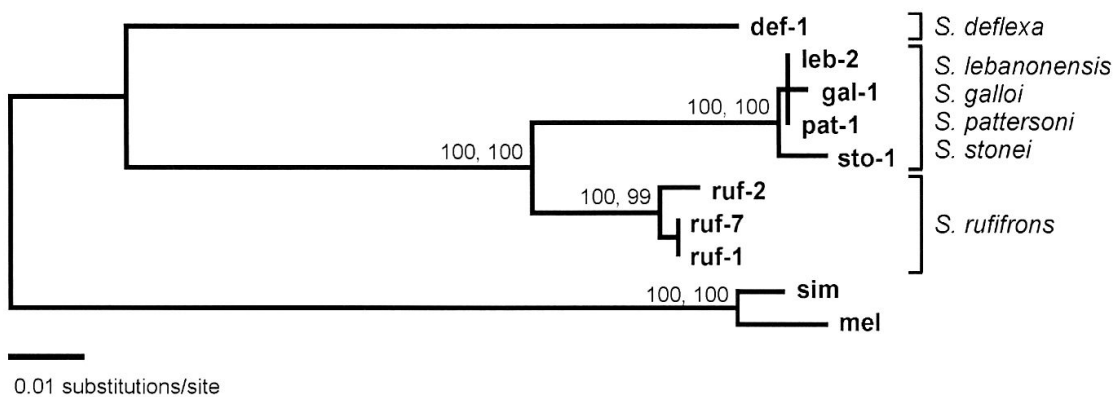 def-1
S. deflexa
leb-2
S. lebanonensis
gal-1
S. galloi
100, 100
pat-1
S. pattersoni
100, 100
sto-1
S. stonei
100, 99
ruf-2
ruf-7
S. rufifrons
ruf-1
100, 100
sim
mel
0.01 substitutions/site